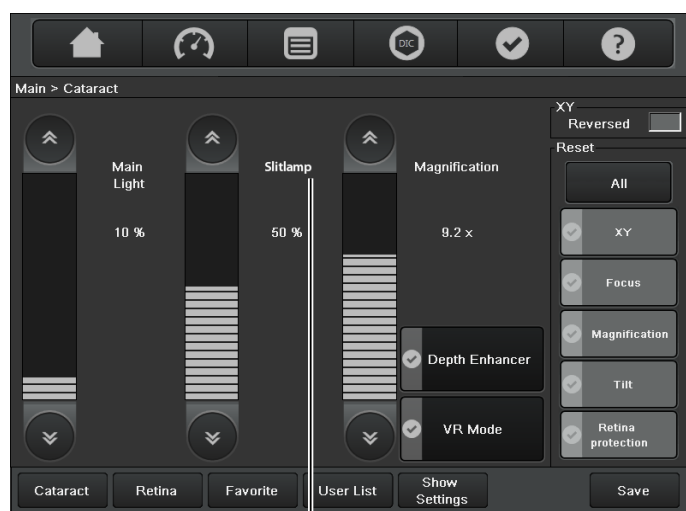 DIC
?
Main > Cataract
XY
Reversed
Reset
Main
Light
Slitlamp
Magnification
All
10 %
50 %
9.2 x
XY
Focus
Magnification
Depth Enhancer
Tilt
VR Mode
Retina
protection
Cataract
Retina
Favorite
User List
Show
Settings
Save